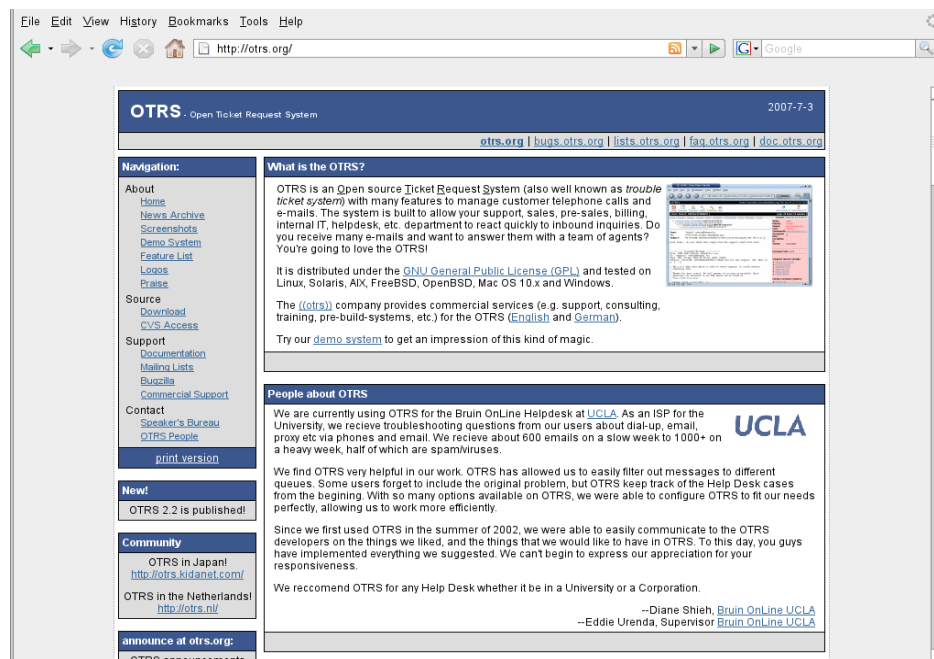 File Edit View History Bookmarks Tools Help
http://otrs.org/
Google
OTRS - Open Ticket Request System
2007-7-3
otrs.org | bugs.otrs.org | lists.otrs.org | faq.otrs.org | doc.otrs.org
Navigation:
About
Home
News Archive
Screenshots
Demo System
Feature List
Logos
Praise
Source
Download
CVS Access
Support
Documentation
Mailing Lists
Bugzilla
Commercial Support
Contact
Speaker's Bureau
OTRS People
print version
New!
OTRS 2.2 is published!
Community
OTRS in Japan!
http://otrs.kidanet.com/
OTRS in the Netherlands!
http://otrs.nl/
announce at otrs.org:
OTRS announcements
What is the OTRS?
OTRS is an Open source Ticket Request System (also well known as trouble
ticket system) with many features to manage customer telephone calls and
e-mails. The system is built to allow your support, sales, pre-sales, billing,
internal IT, helpdesk, etc. department to react quickly to inbound inquiries. Do
you receive many e-mails and want to answer them with a team of agents?
You're going to love the OTRS!
It is distributed under the GNU General Public License (GPL) and tested on
Linux, Solaris, AIX, FreeBSD, OpenBSD, Mac OS 10.x and Windows.
The ((otrs)) company provides commercial services (e.g. support, consulting,
training, pre-build-systems, etc.) for the OTRS (English and German).
Try our demo system to get an impression of this kind of magic.
People about OTRS
We are currently using OTRS for the Bruin OnLine Helpdesk at UCLA. As an ISP for the
University, we recieve troubleshooting questions from our users about dial-up, email,
proxy etc via phones and email. We recieve about 600 emails on a slow week to 1000+ on
a heavy week, half of which are spam/viruses.
UCLA
We find OTRS very helpful in our work. OTRS has allowed us to easily filter out messages to different
queues. Some users forget to include the original problem, but OTRS keep track of the Help Desk cases
from the begining. With so many options available on OTRS, we were able to configure OTRS to fit our needs
perfectly, allowing us to work more efficiently.
Since we first used OTRS in the summer of 2002, we were able to easily communicate to the OTRS
developers on the things we liked, and the things that we would like to have in OTRS. To this day, you guys
have implemented everything we suggested. We can't begin to express our appreciation for your
responsiveness.
We reccomend OTRS for any Help Desk whether it be in a University or a Corporation.
--Diane Shieh, Bruin OnLine UCLA
--Eddie Urenda, Supervisor Bruin OnLine UCLA